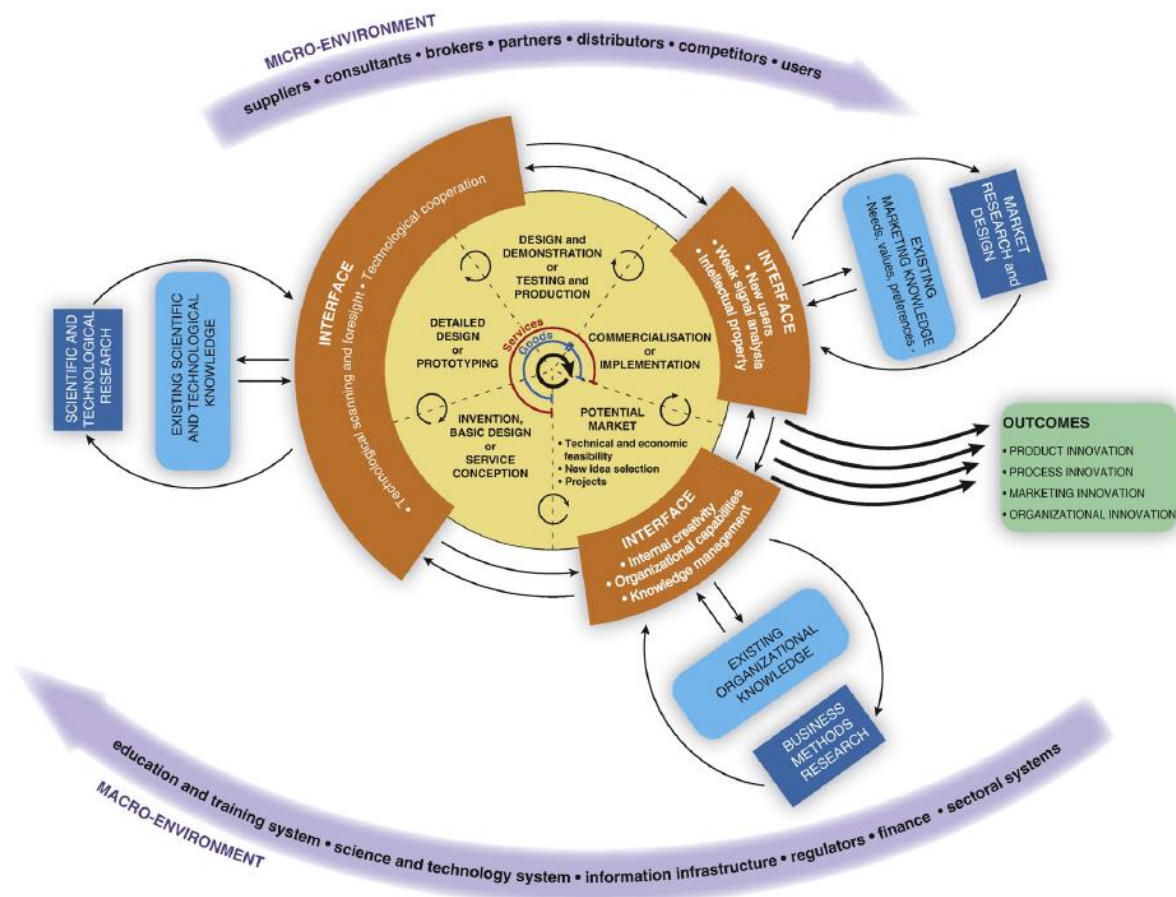 MICRO-ENVIRONMENT
suppliers • consultants • brokers • partners • distributors • competitors • users
INTERFACE
• Technological scanning and foresight • Technological cooperation
SCIENTIFIC AND
TECHNOLOGICAL
RESEARCH
EXISTING SCIENTIFIC
AND TECHNOLOGICAL
KNOWLEDGE
DESIGN and
DEMONSTRATION
or
TESTING and
PRODUCTION
DETAILED
DESIGN
or
PROTOTYPING
Services
Goods
COMMERCIALISATION
or
IMPLEMENTATION
INVENTION,
BASIC DESIGN
or
SERVICE
CONCEPTION
POTENTIAL
MARKET
• Technical and economic
feasibility
• New idea selection
• Projects
INTERFACE
• New users
• Weak signal analysis
• Intellectual property
EXISTING
MARKETING KNOWLEDGE
- Needs, values, preferences -
MARKET
RESEARCH and
DESIGN
INTERFACE
• Internal creativity
• Organizational capabilities
• Knowledge management
EXISTING
ORGANIZATIONAL
KNOWLEDGE
BUSINESS
METHODS
RESEARCH
OUTCOMES
• PRODUCT INNOVATION
• PROCESS INNOVATION
• MARKETING INNOVATION
• ORGANIZATIONAL INNOVATION
education and training system • science and technology system • information infrastructure • regulators • finance • sectoral systems
MACRO-ENVIRONMENT